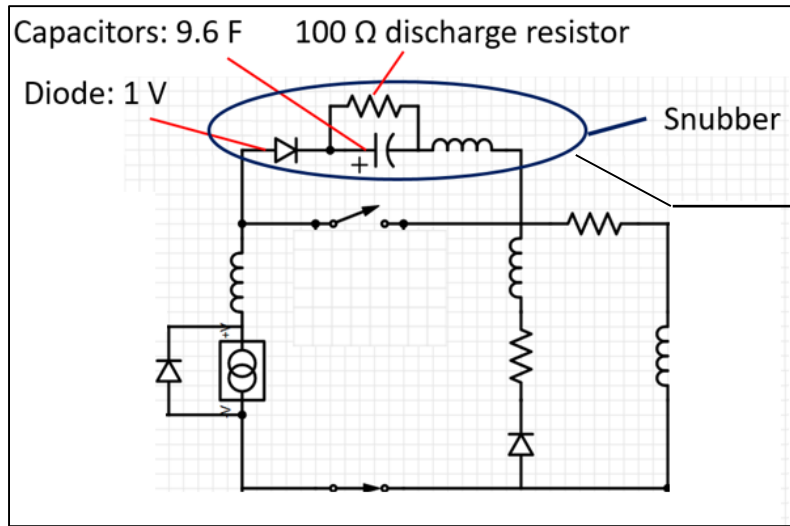 Capacitors: 9.6 F
100 Ω discharge resistor
Diode: 1 V
Snubber
+
+V
-V